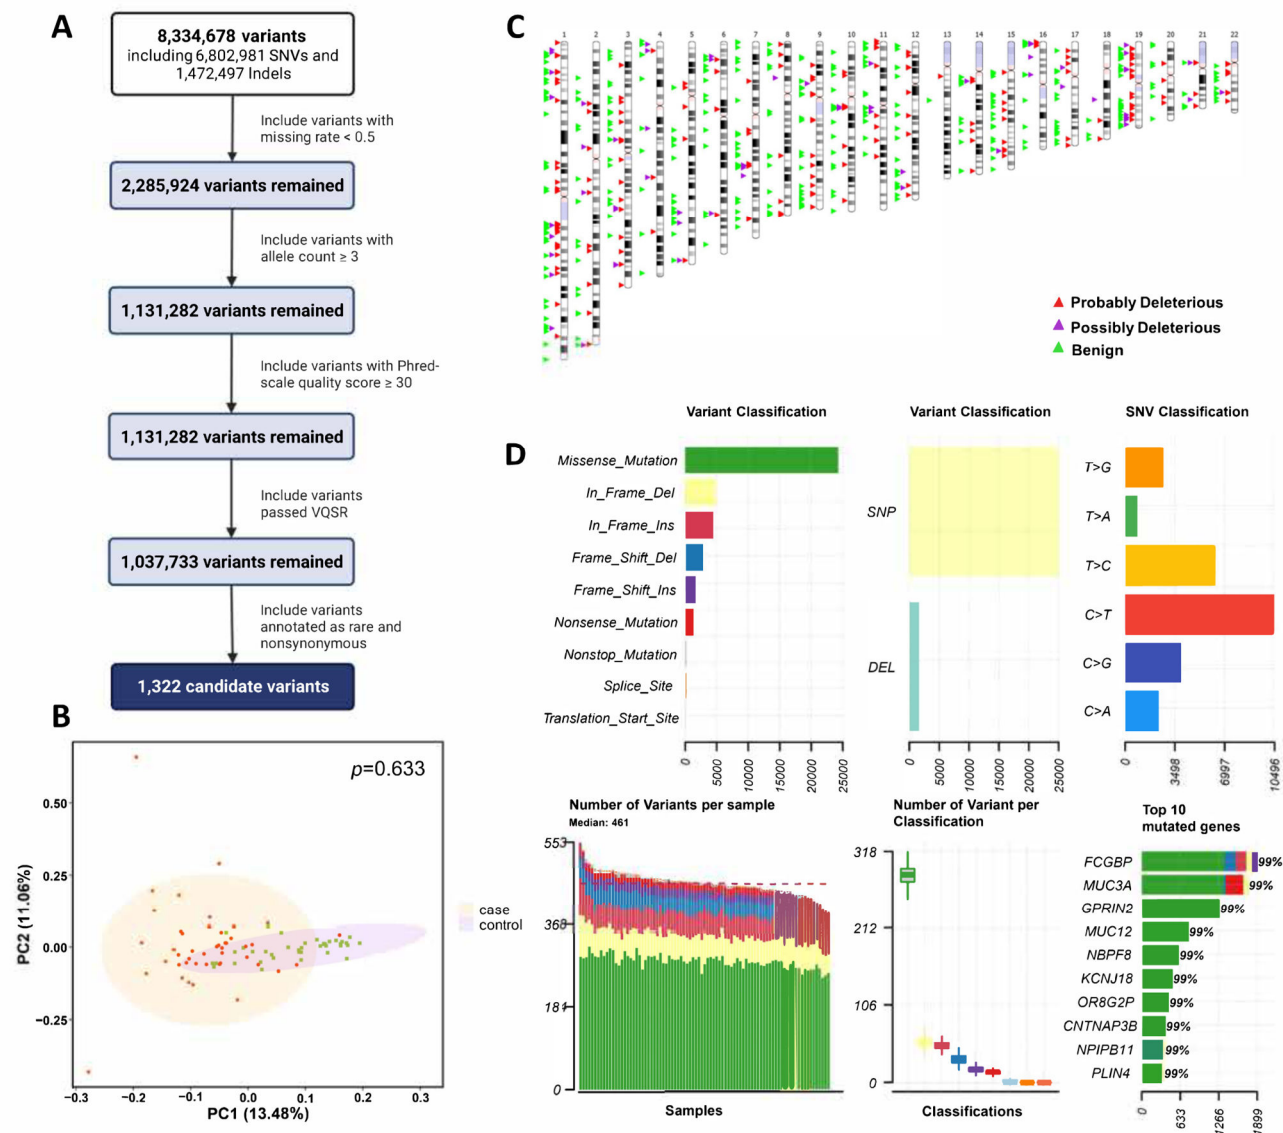 A
8,334,678 variants
including 6,802,981 SNVs and
1,472,497 Indels
Include variants with
missing rate < 0.5
2,285,924 variants remained
Include variants with
allele count ≥ 3
1,131,282 variants remained
Include variants with Phred-
scale quality score ≥ 30
1,131,282 variants remained
Include variants
passed VQSR
1,037,733 variants remained
Include variants
annotated as rare and
nonsynonymous
1,322 candidate variants
B
p=0.633
PC2 (11.06%)
0.50
0.25
0.00
−0.25
−0.3
−0.2
−0.1
0.0
0.1
0.2
0.3
PC1 (13.48%)
case
control
C
1 2 3 4 5 6 7 8 9 10 11 12 13 14 15 16 17 18 19 20 21 22
Probably Deleterious
Possibly Deleterious
Benign
D
Variant Classification
Missense_Mutation
In_Frame_Del
In_Frame_Ins
Frame_Shift_Del
Frame_Shift_Ins
Nonsense_Mutation
Nonstop_Mutation
Splice_Site
Translation_Start_Site
0
5000
10000
15000
20000
25000
Variant Classification
SNP
DEL
0
5000
10000
15000
20000
25000
SNV Classification
T>G
T>A
T>C
C>T
C>G
C>A
0
3498
6997
10496
Number of Variants per sample
Median: 461
553
368
184
0
Samples
Number of Variant per
Classification
318
212
106
0
Classifications
Top 10
mutated genes
FCGBP 99%
MUC3A 99%
GPRIN2 99%
MUC12 99%
NBPF8 99%
KCNJ18 99%
OR8G2P 99%
CNTNAP3B 99%
NPIPB11 99%
PLIN4 99%
0
633
1266
1899